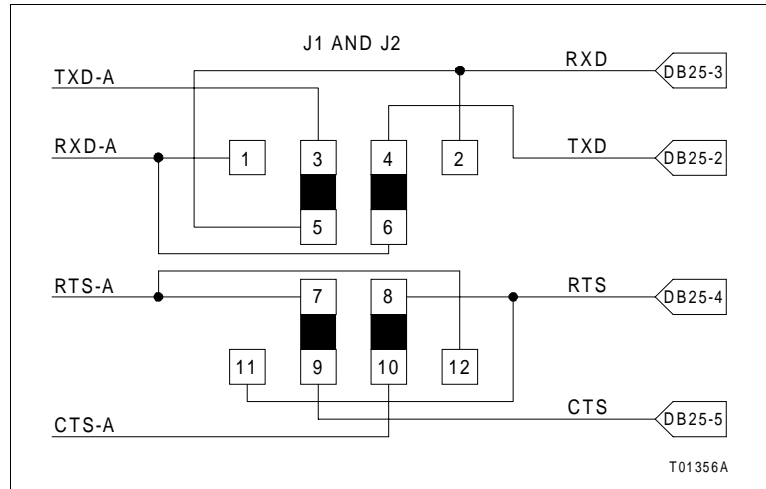 J1 AND J2
RXD
DB25-3
TXD-A
RXD-A
1
3
4
2
TXD
DB25-2
5
6
RTS-A
7
8
RTS
DB25-4
11
9
10
12
CTS
DB25-5
CTS-A
T01356A